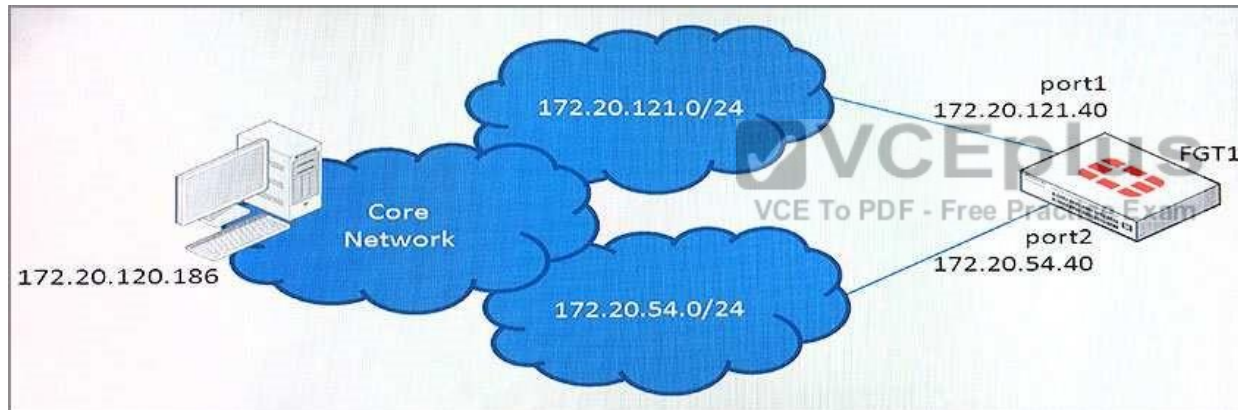 172.20.121.0/24
port1
172.20.121.40
VCEplus
VCE To PDF - Free Practice Exam
FGT1
Core
Network
port2
172.20.54.40
172.20.120.186
172.20.54.0/24